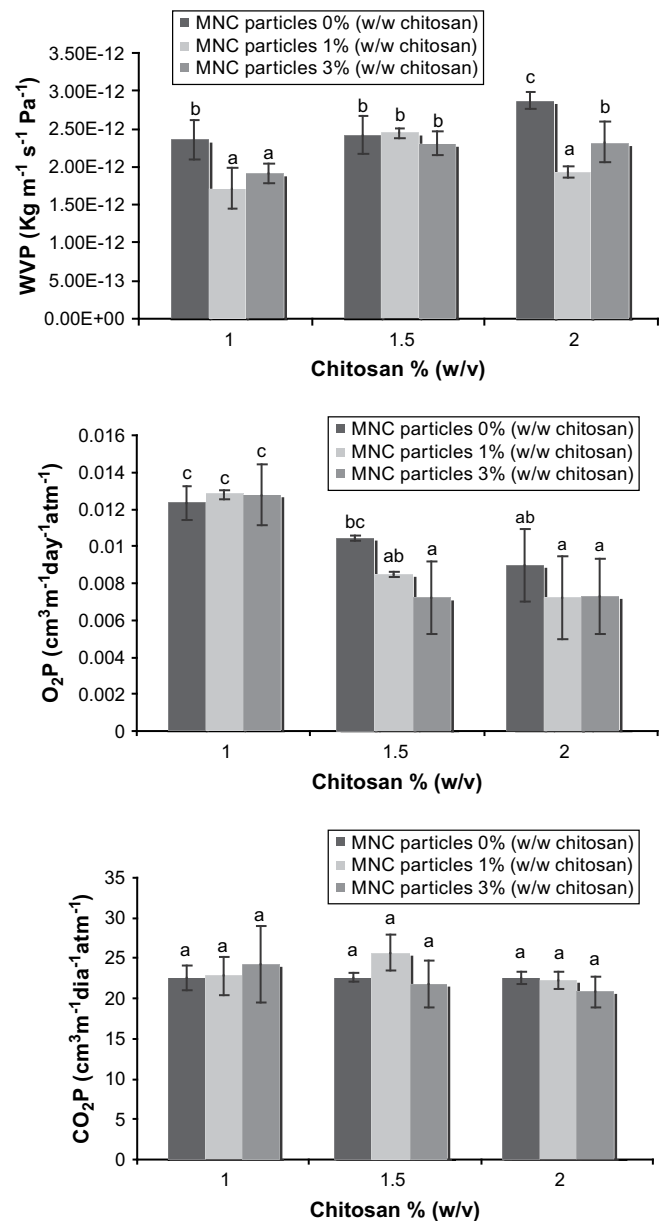 MNC particles 0% (w/w chitosan)
MNC particles 1% (w/w chitosan)
MNC particles 3% (w/w chitosan)
WVP (Kg m⁻¹ s⁻¹ Pa⁻¹)
3.50E-12
3.00E-12
2.50E-12
2.00E-12
1.50E-12
1.00E-12
5.00E-13
0.00E+00
b a a b b b c a b
1 1.5 2
Chitosan % (w/v)
MNC particles 0% (w/w chitosan)
MNC particles 1% (w/w chitosan)
MNC particles 3% (w/w chitosan)
O₂P (cm³m⁻¹day⁻¹atm⁻¹)
0.016
0.014
0.012
0.01
0.008
0.006
0.004
0.002
0
c c c bc ab a ab a a
1 1.5 2
Chitosan % (w/v)
MNC particles 0% (w/w chitosan)
MNC particles 1% (w/w chitosan)
MNC particles 3% (w/w chitosan)
CO₂P (cm³m⁻¹dia⁻¹atm⁻¹)
35
30
25
20
15
10
5
0
a a a a a a a a a
1 1.5 2
Chitosan % (w/v)